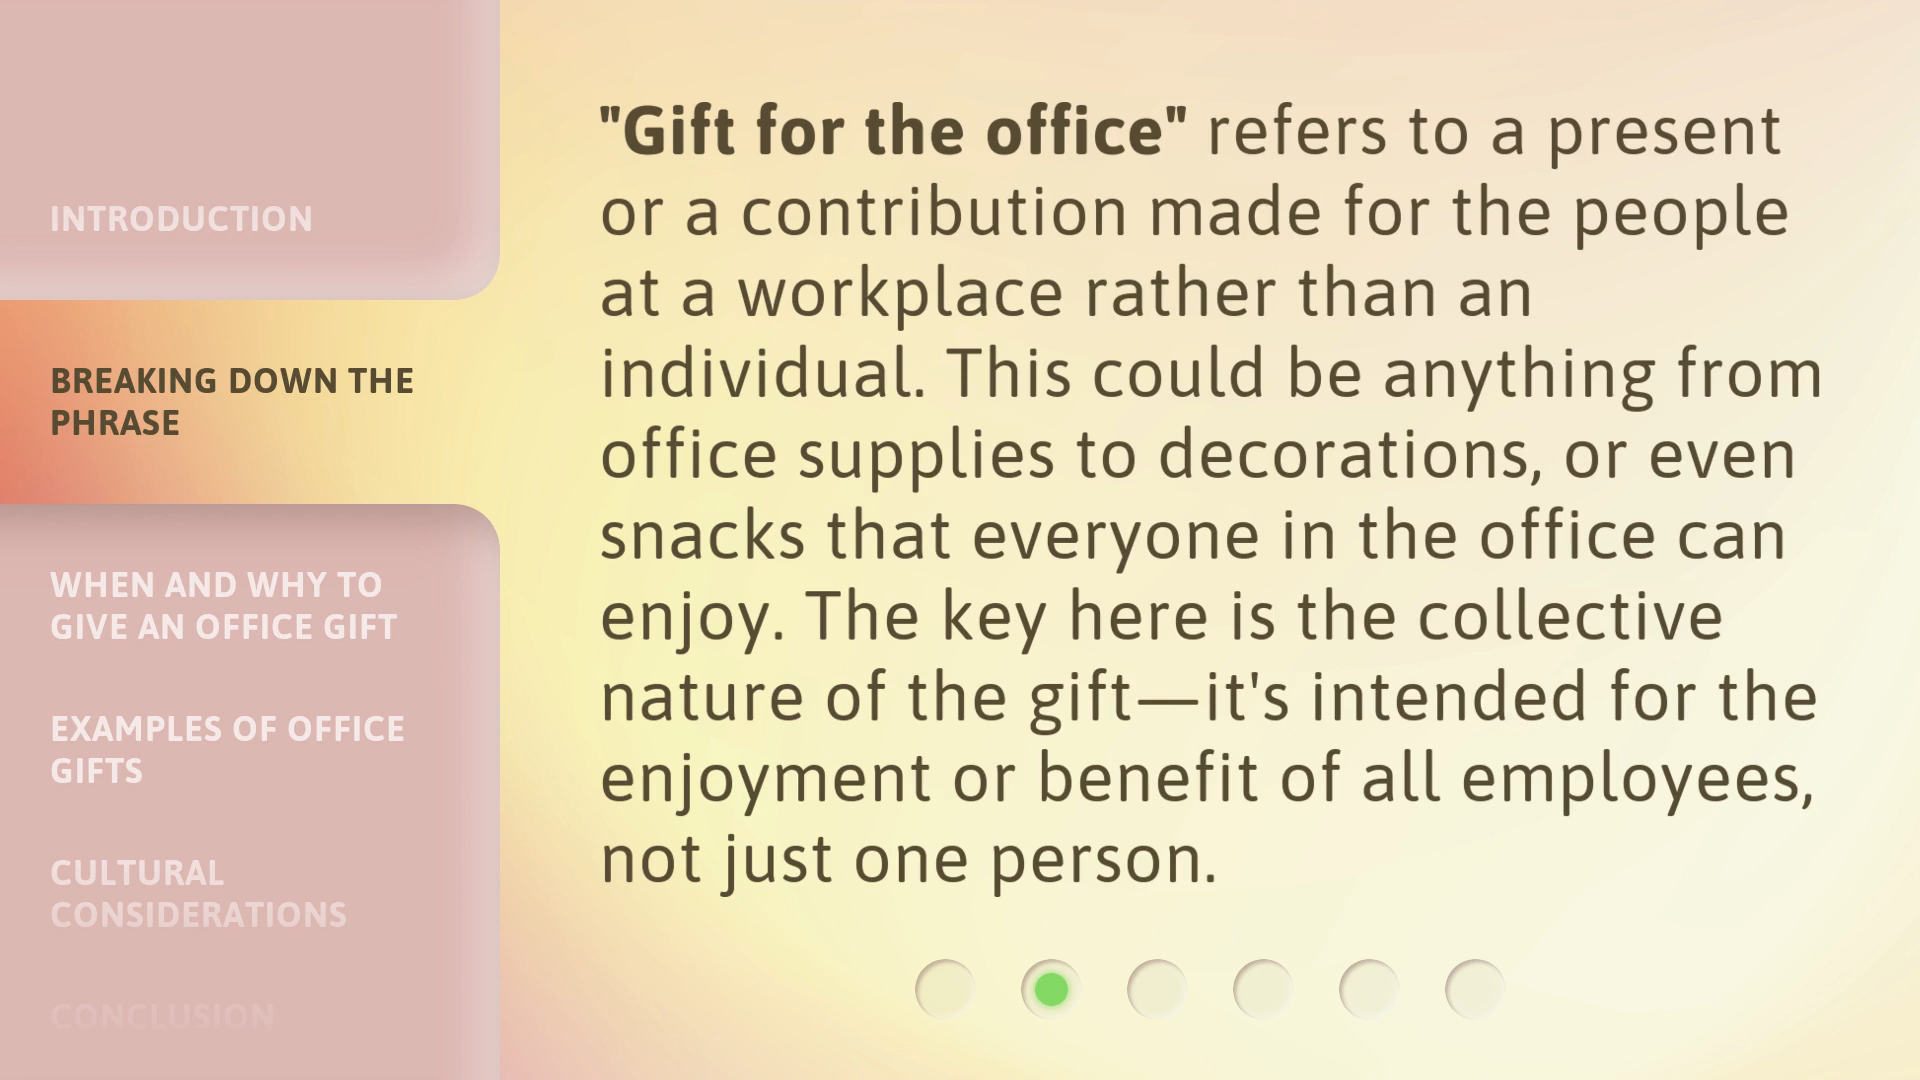 INTRODUCTION
BREAKING DOWN THE
PHRASE
WHEN AND WHY TO
GIVE AN OFFICE GIFT
EXAMPLES OF OFFICE
GIFTS
CULTURAL
CONSIDERATIONS
CONCLUSION
"Gift for the office" refers to a present
or a contribution made for the people
at a workplace rather than an
individual. This could be anything from
office supplies to decorations, or even
snacks that everyone in the office can
enjoy. The key here is the collective
nature of the gift—it's intended for the
enjoyment or benefit of all employees,
not just one person.